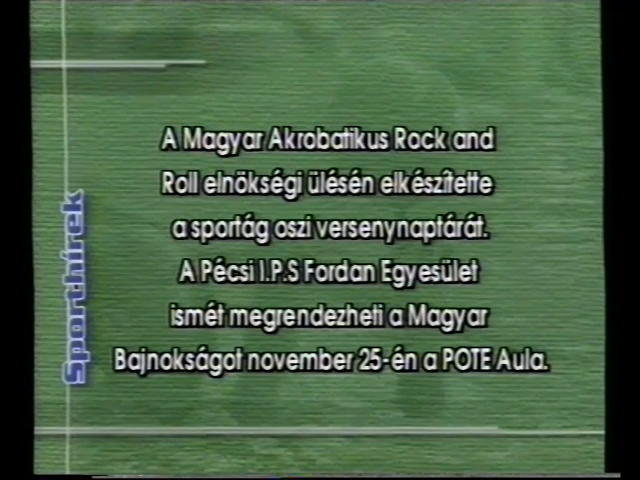 A Magyar Akrobatikus Rock and
Roll elnökségi ülésén elkészítette
a sportág oszi versenynaptárát.
A Pécsi I.P.S Fordan Egyesület
ismét megrendezheti a Magyar
Bajnokságot november 25-én a POTE Aula.
Sporthírek